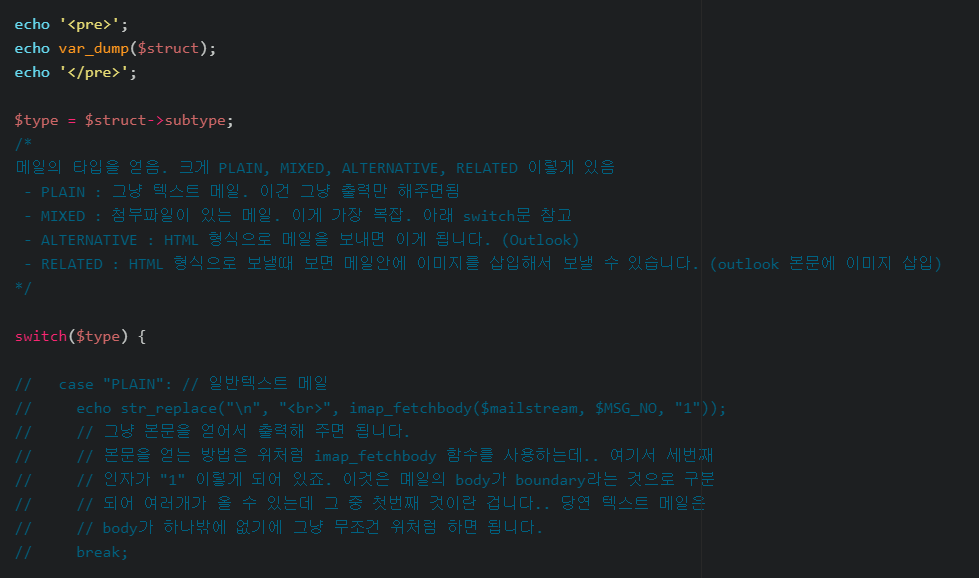 echo '<pre>';
echo var_dump($struct);
echo '</pre>';
$type = $struct->subtype;
/*
메일의 타입을 얻음. 크게 PLAIN, MIXED, ALTERNATIVE, RELATED 이렇게 있음
- PLAIN : 그냥 텍스트 메일. 이건 그냥 출력만 해주면됨
- MIXED : 첨부파일이 있는 메일. 이게 가장 복잡. 아래 switch문 참고
- ALTERNATIVE : HTML 형식으로 메일을 보내면 이게 됩니다. (Outlook)
- RELATED : HTML 형식으로 보낼때 보면 메일안에 이미지를 삽입해서 보낼 수 있습니다. (outlook 본문에 이미지 삽입)
*/
switch($type) {
//   case "PLAIN": // 일반텍스트 메일
//     echo str_replace("\n", "<br>", imap_fetchbody($mailstream, $MSG_NO, "1"));
//     // 그냥 본문을 얻어서 출력해 주면 됩니다.
//     // 본문을 얻는 방법은 위처럼 imap_fetchbody 함수를 사용하는데.. 여기서 세번째
//     // 인자가 "1" 이렇게 되어 있죠. 이것은 메일의 body가 boundary라는 것으로 구분
//     // 되어 여러개가 올 수 있는데 그 중 첫번째 것이란 겁니다.. 당연 텍스트 메일은
//     // body가 하나밖에 없기에 그냥 무조건 위처럼 하면 됩니다.
//     break;